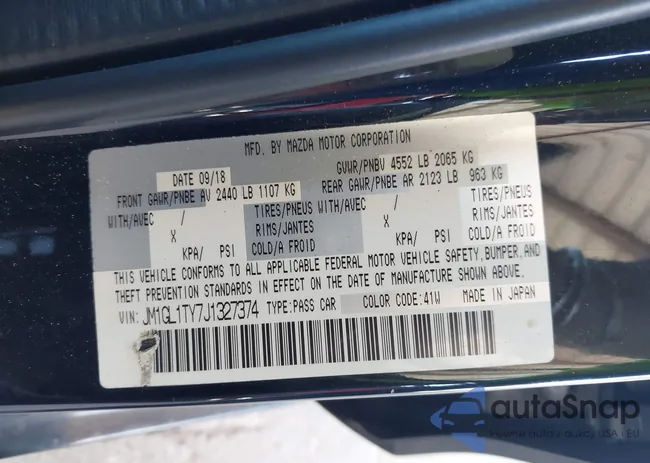 MFD. BY MAZDA MOTOR CORPORATION
DATE 09/18 GVWR/PNBV 4552 LB 2065 KG
FRONT GAWR/PNBE AV 2440 LB 1107 KG REAR GAWR/PNBE AR 2123 LB 963 KG
WITH/AVEC / TIRES/PNEUS WITH/AVEC / TIRES/PNEUS
X RIMS/JANTES X RIMS/JANTES
KPA/ PSI COLD/A FROID KPA/ PSI COLD/A FROID
THIS VEHICLE CONFORMS TO ALL APPLICABLE FEDERAL MOTOR VEHICLE SAFETY, BUMPER, AND
THEFT PREVENTION STANDARDS IN EFFECT ON THE DATE OF MANUFACTURE SHOWN ABOVE.
VIN: JM1GL1TY7J1327374 TYPE:PASS CAR COLOR CODE:41W MADE IN JAPAN
autaSnap